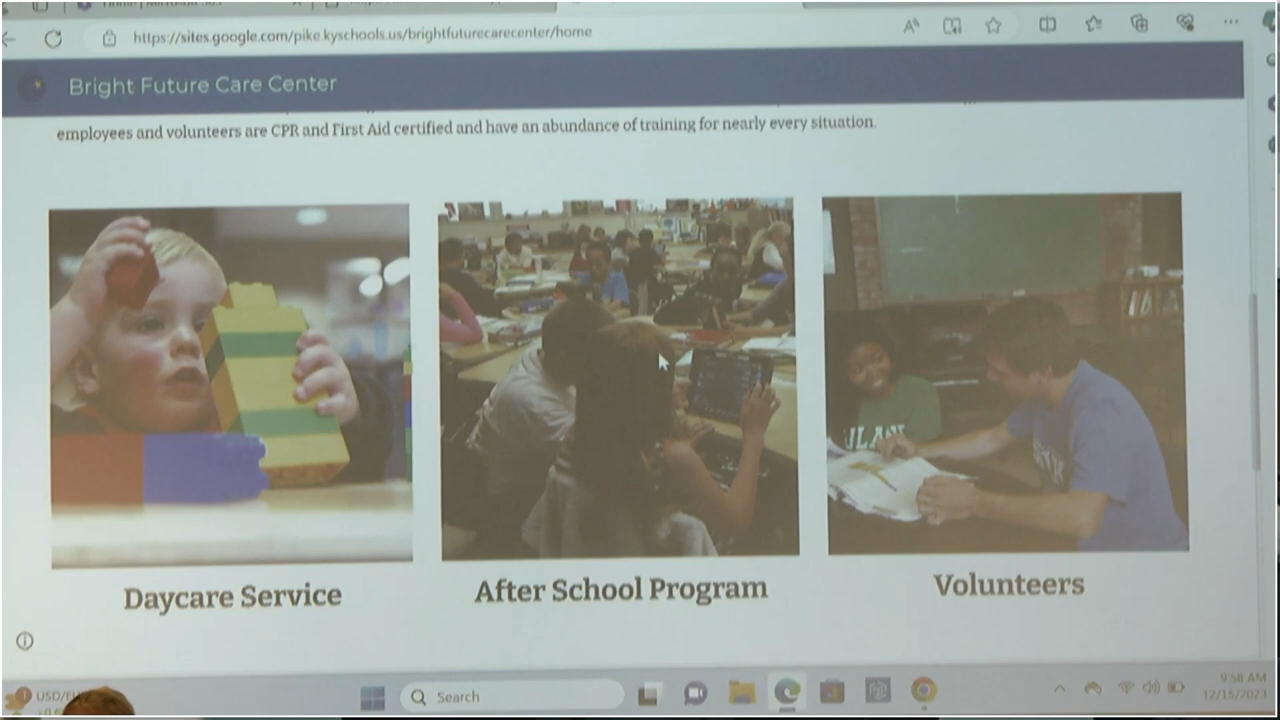 https://sites.google.com/pike.kyschools.us/brightfuturecarecenter/home
Bright Future Care Center
employees and volunteers are CPR and First Aid certified and have an abundance of training for nearly every situation.
Daycare Service
After School Program
Volunteers
Search
9:58 AM
12/15/2023